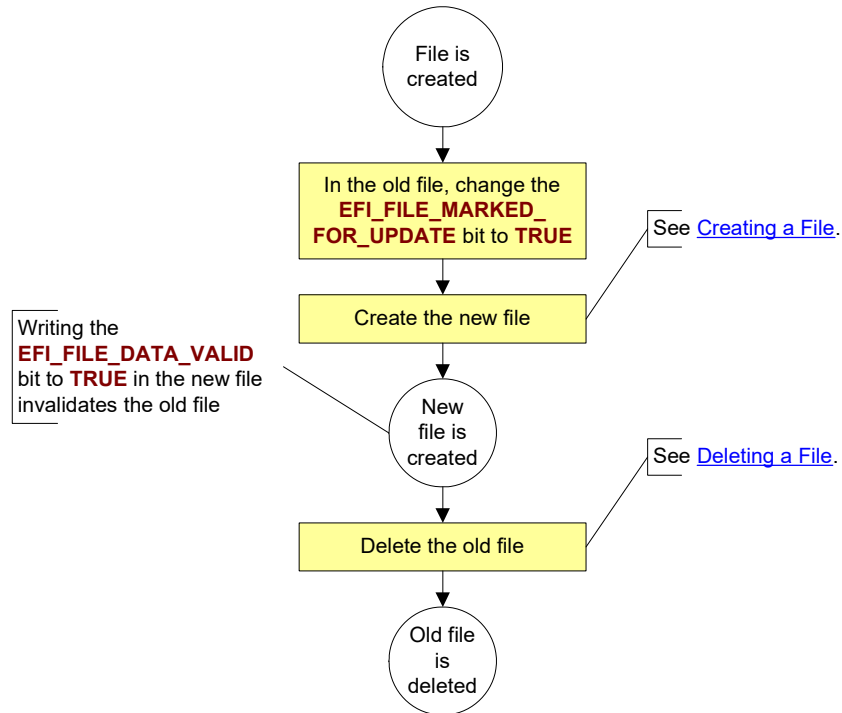 File is
created
In the old file, change the
EFI_FILE_MARKED_
FOR_UPDATE bit to TRUE
See Creating a File.
Create the new file
Writing the
EFI_FILE_DATA_VALID
bit to TRUE in the new file
invalidates the old file
New
file is
created
See Deleting a File.
Delete the old file
Old file
is
deleted